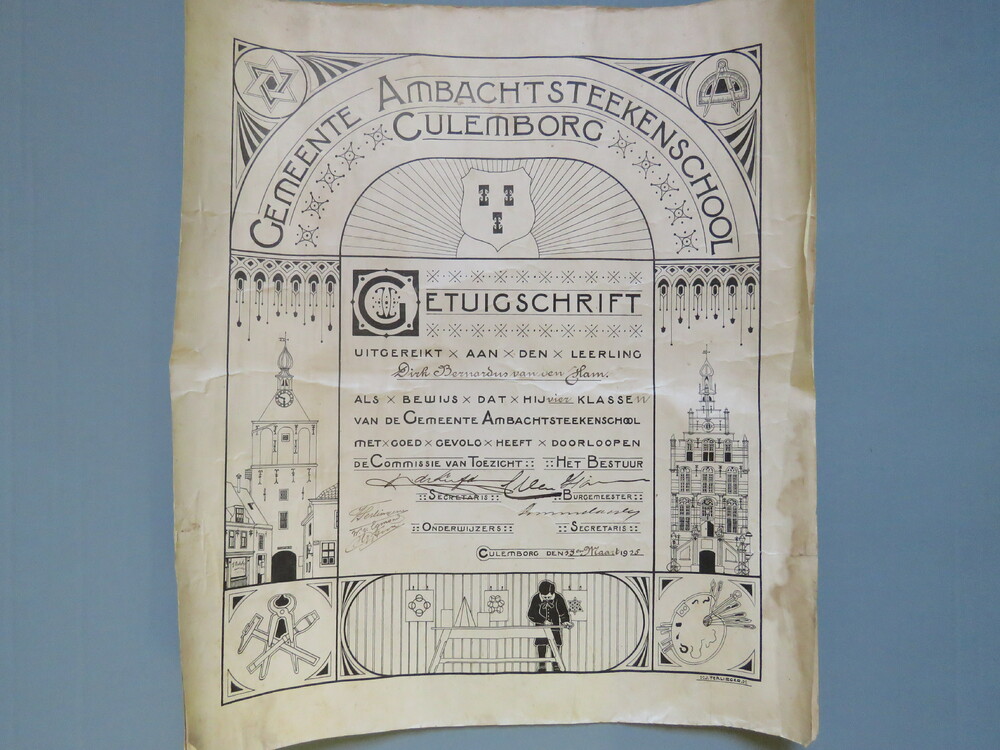 GEMEENTE AMBACHTSTEEKENSCHOOL
CULEMBORG
GETUIGSCHRIFT
UITGEREIKT × AAN × DEN × LEERLING
Dirk Bernardus van den Ham.
ALS × BEWIJS × DAT × HIJ vier KLASSEN
VAN DE GEMEENTE AMBACHTSTEEKENSCHOOL
MET × GOED × GEVOLG × HEEFT × DOORLOOPEN
DE COMMISSIE VAN TOEZICHT :: :: HET BESTUUR
:: SECRETARIS :: :: BURGEMEESTER ::
:: ONDERWIJZERS :: :: SECRETARIS ::
CULEMBORG DEN Maart 1925